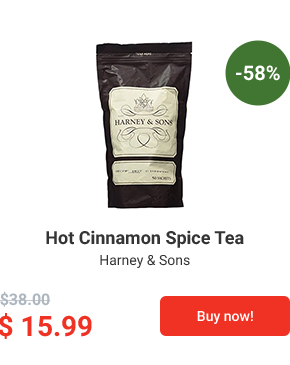 -58%
HARNEY & SONS
Hot Cinnamon Spice Tea
Harney & Sons
$38.00
$ 15.99
Buy now!